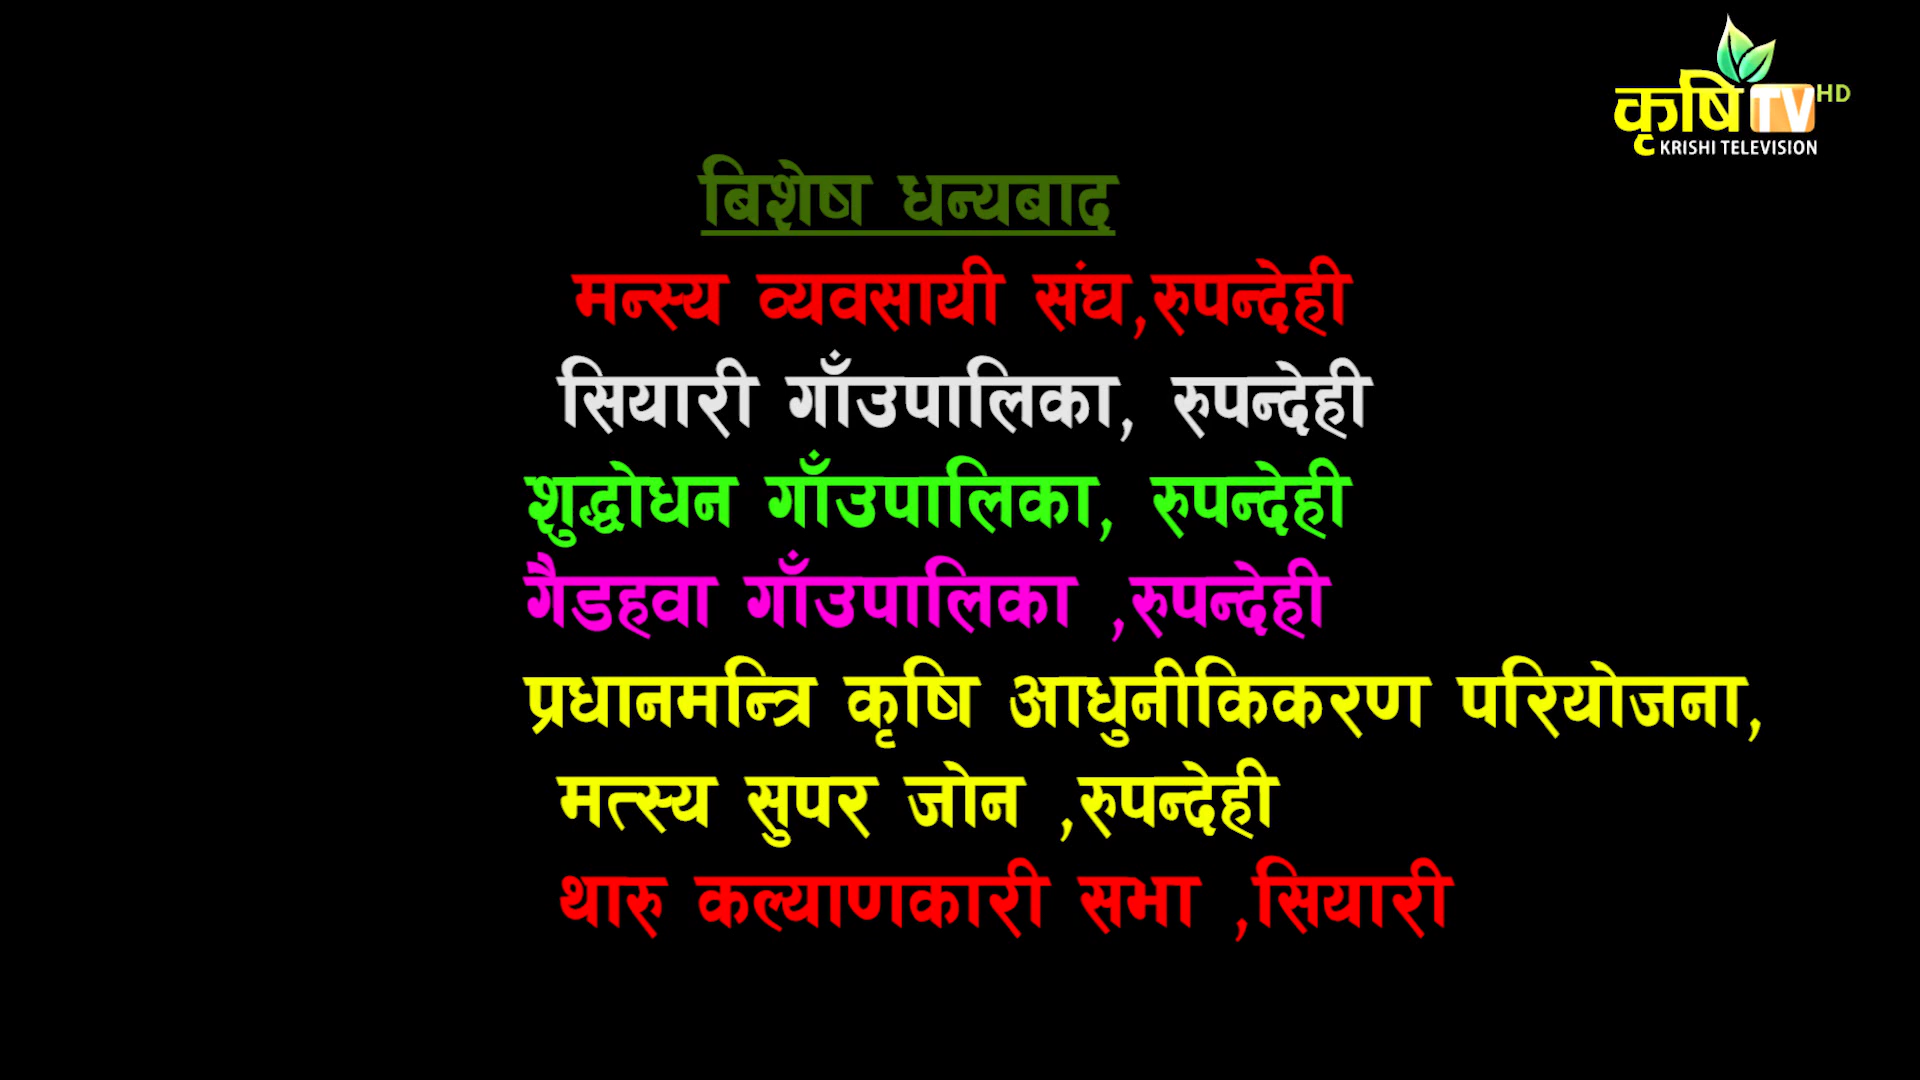 कृषि TV HD
KRISHI TELEVISION
बिशेष धन्यबाद
मन्स्य व्यवसायी संघ,रुपन्देही
सियारी गाँउपालिका, रुपन्देही
शुद्धोधन गाँउपालिका, रुपन्देही
गैडहवा गाँउपालिका ,रुपन्देही
प्रधानमन्त्रि कृषि आधुनीकिकरण परियोजना,
मत्स्य सुपर जोन ,रुपन्देही
थारु कल्याणकारी सभा ,सियारी